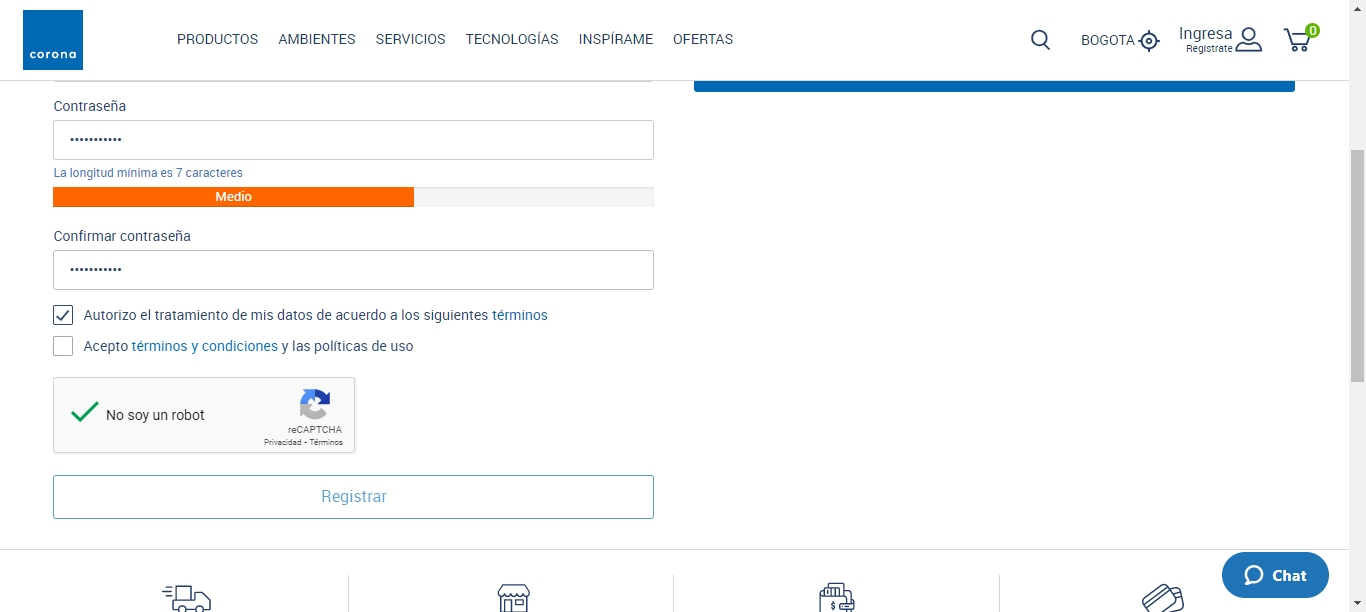 corona
PRODUCTOS AMBIENTES SERVICIOS TECNOLOGÍAS INSPÍRAME OFERTAS
BOGOTA
Ingresa
Regístrate
0
Contraseña
•••••••••••
La longitud mínima es 7 caracteres
Medio
Confirmar contraseña
•••••••••••
Autorizo el tratamiento de mis datos de acuerdo a los siguientes términos
Acepto términos y condiciones y las políticas de uso
No soy un robot
reCAPTCHA
Privacidad - Términos
Registrar
Chat